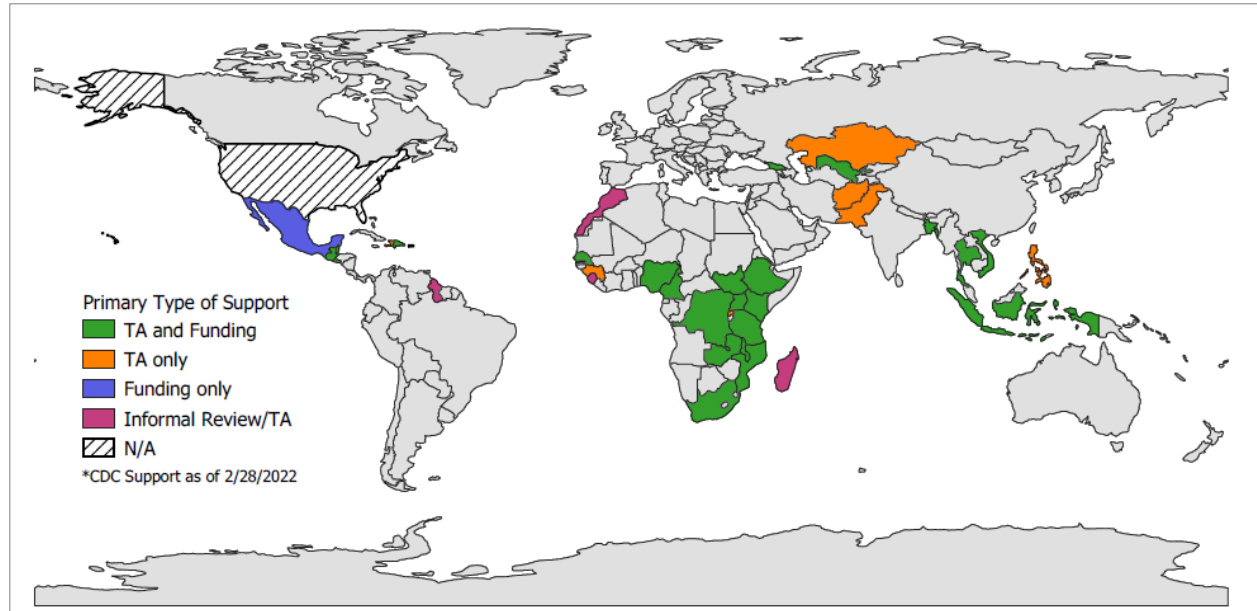 Primary Type of Support
TA and Funding
TA only
Funding only
Informal Review/TA
N/A
*CDC Support as of 2/28/2022